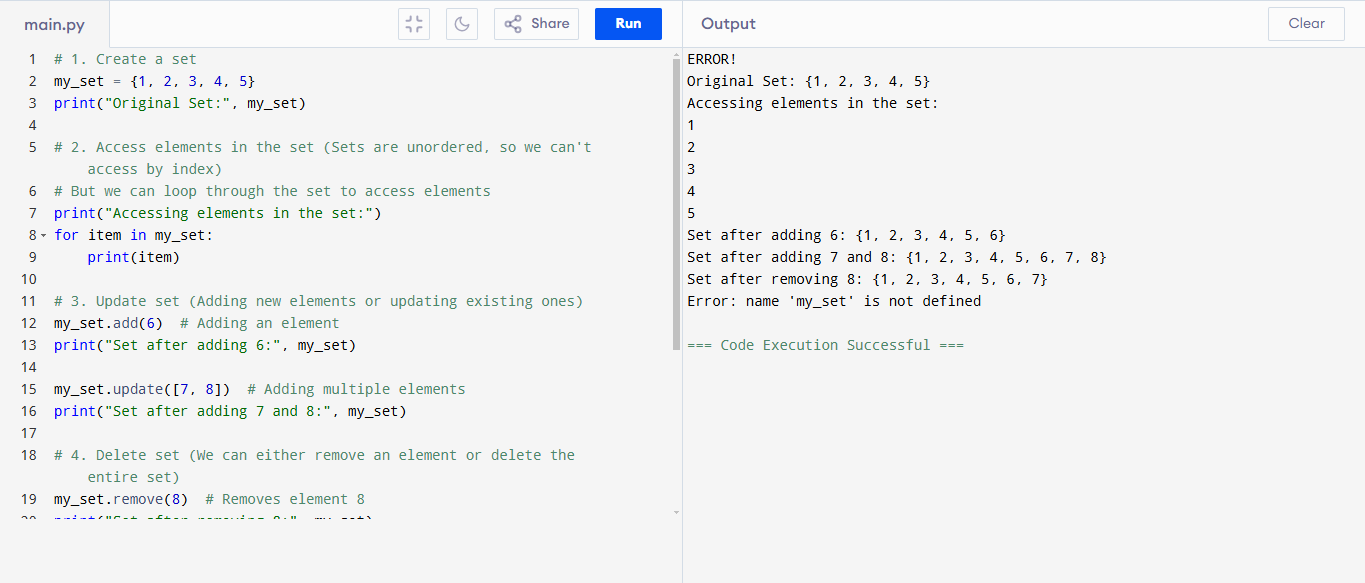 main.py
Share
Run
Output
Clear
1 # 1. Create a set
2 my_set = {1, 2, 3, 4, 5}
3 print("Original Set:", my_set)
4
5 # 2. Access elements in the set (Sets are unordered, so we can't
access by index)
6 # But we can loop through the set to access elements
7 print("Accessing elements in the set:")
8 for item in my_set:
9     print(item)
10
11 # 3. Update set (Adding new elements or updating existing ones)
12 my_set.add(6)  # Adding an element
13 print("Set after adding 6:", my_set)
14
15 my_set.update([7, 8])  # Adding multiple elements
16 print("Set after adding 7 and 8:", my_set)
17
18 # 4. Delete set (We can either remove an element or delete the
entire set)
19 my_set.remove(8)  # Removes element 8
20 print("Set after removing 8:", my_set)
ERROR!
Original Set: {1, 2, 3, 4, 5}
Accessing elements in the set:
1
2
3
4
5
Set after adding 6: {1, 2, 3, 4, 5, 6}
Set after adding 7 and 8: {1, 2, 3, 4, 5, 6, 7, 8}
Set after removing 8: {1, 2, 3, 4, 5, 6, 7}
Error: name 'my_set' is not defined
=== Code Execution Successful ===